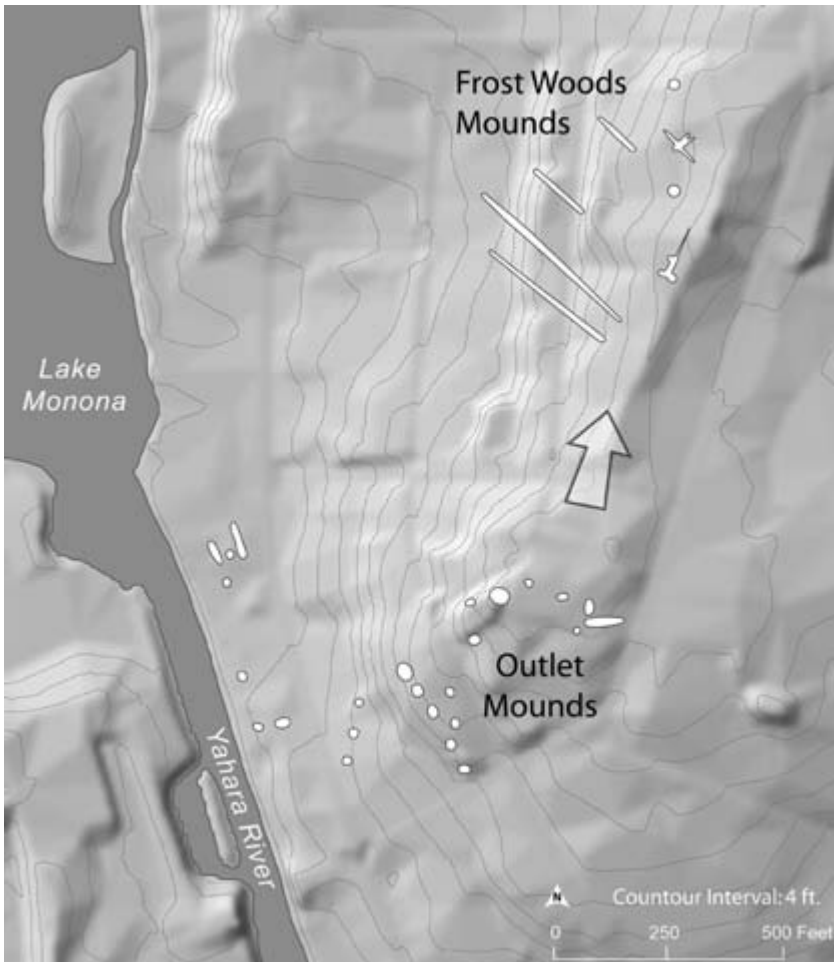 Frost Woods
Mounds
Lake
Monona
Outlet
Mounds
Yahara River
N
Countour Interval: 4 ft.
0 250 500 Feet